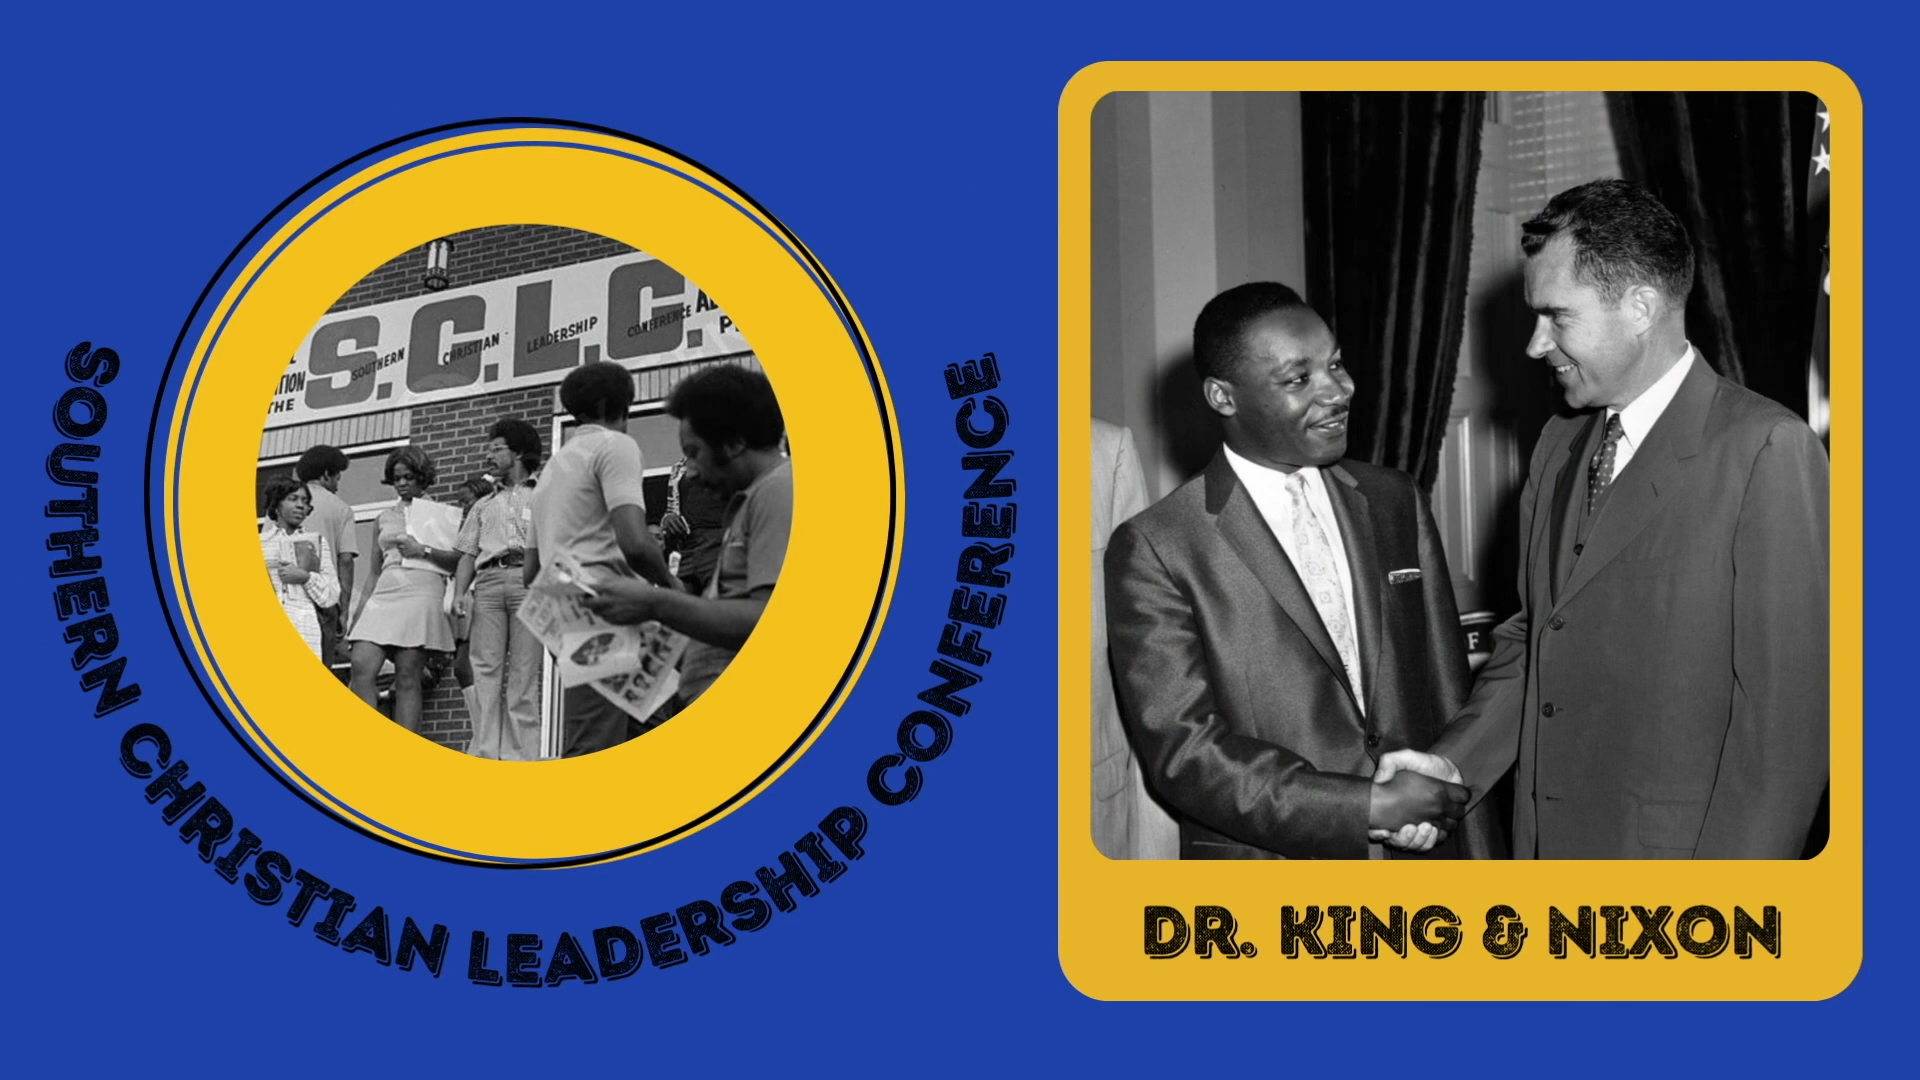 S.C.L.C.
SOUTHERN CHRISTIAN LEADERSHIP CONFERENCE
THE
SOUTHERN CHRISTIAN LEADERSHIP CONFERENCE
DR. KING & NIXON